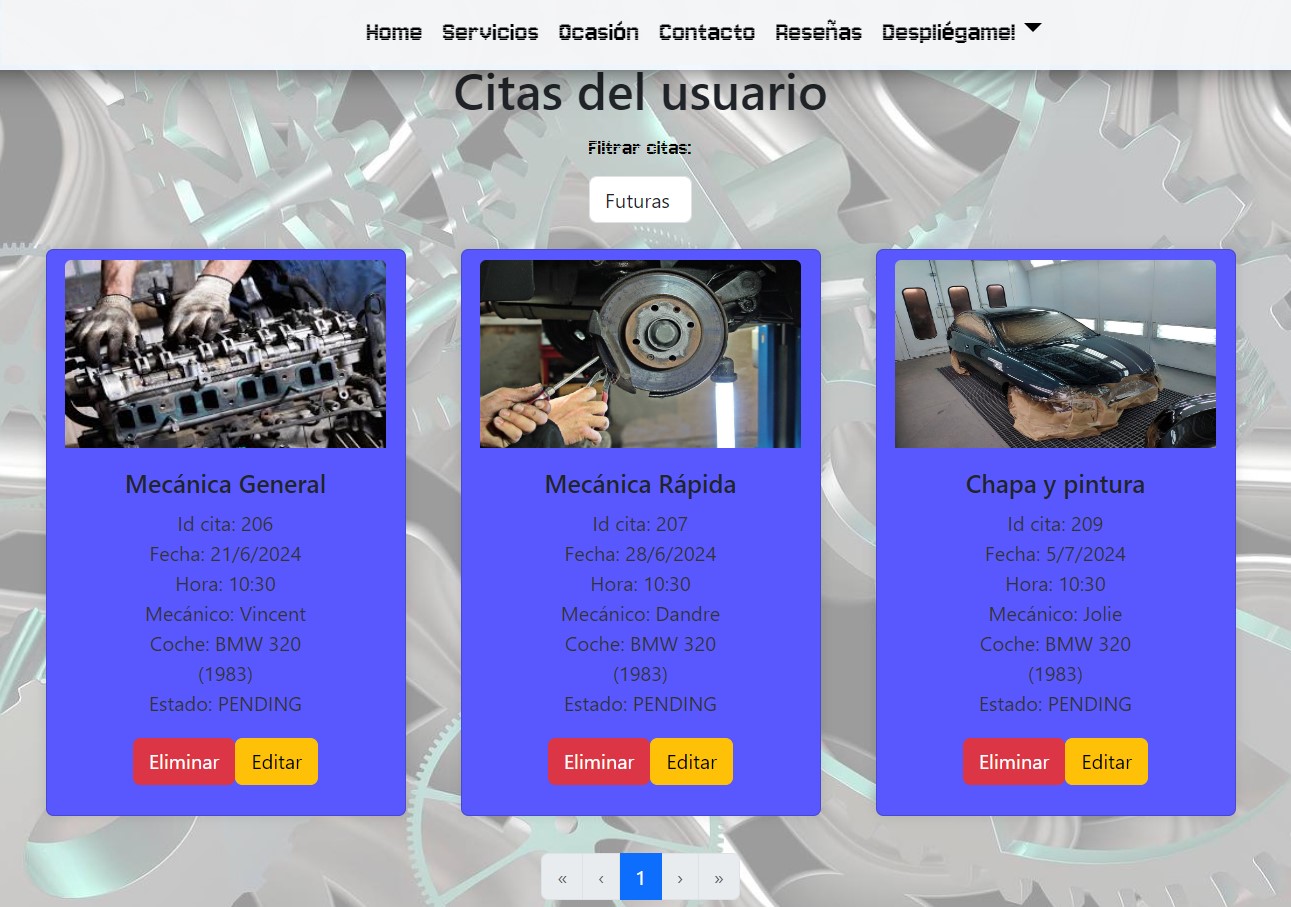 Home Servicios Ocasión Contacto Reseñas Despliégame!
Citas del usuario
Filtrar citas:
Futuras
Mecánica General
Id cita: 206
Fecha: 21/6/2024
Hora: 10:30
Mecánico: Vincent
Coche: BMW 320
(1983)
Estado: PENDING
Eliminar Editar
Mecánica Rápida
Id cita: 207
Fecha: 28/6/2024
Hora: 10:30
Mecánico: Dandre
Coche: BMW 320
(1983)
Estado: PENDING
Eliminar Editar
Chapa y pintura
Id cita: 209
Fecha: 5/7/2024
Hora: 10:30
Mecánico: Jolie
Coche: BMW 320
(1983)
Estado: PENDING
Eliminar Editar
« ‹ 1 › »